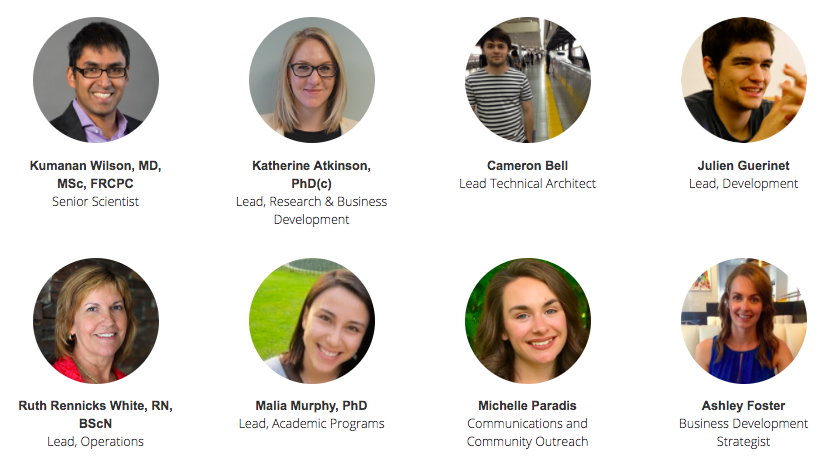 Kumanan Wilson, MD,
MSc, FRCPC
Senior Scientist
Katherine Atkinson,
PhD(c)
Lead, Research & Business
Development
Cameron Bell
Lead Technical Architect
Julien Guerinet
Lead, Development
Ruth Rennicks White, RN,
BScN
Lead, Operations
Malia Murphy, PhD
Lead, Academic Programs
Michelle Paradis
Communications and
Community Outreach
Ashley Foster
Business Development
Strategist